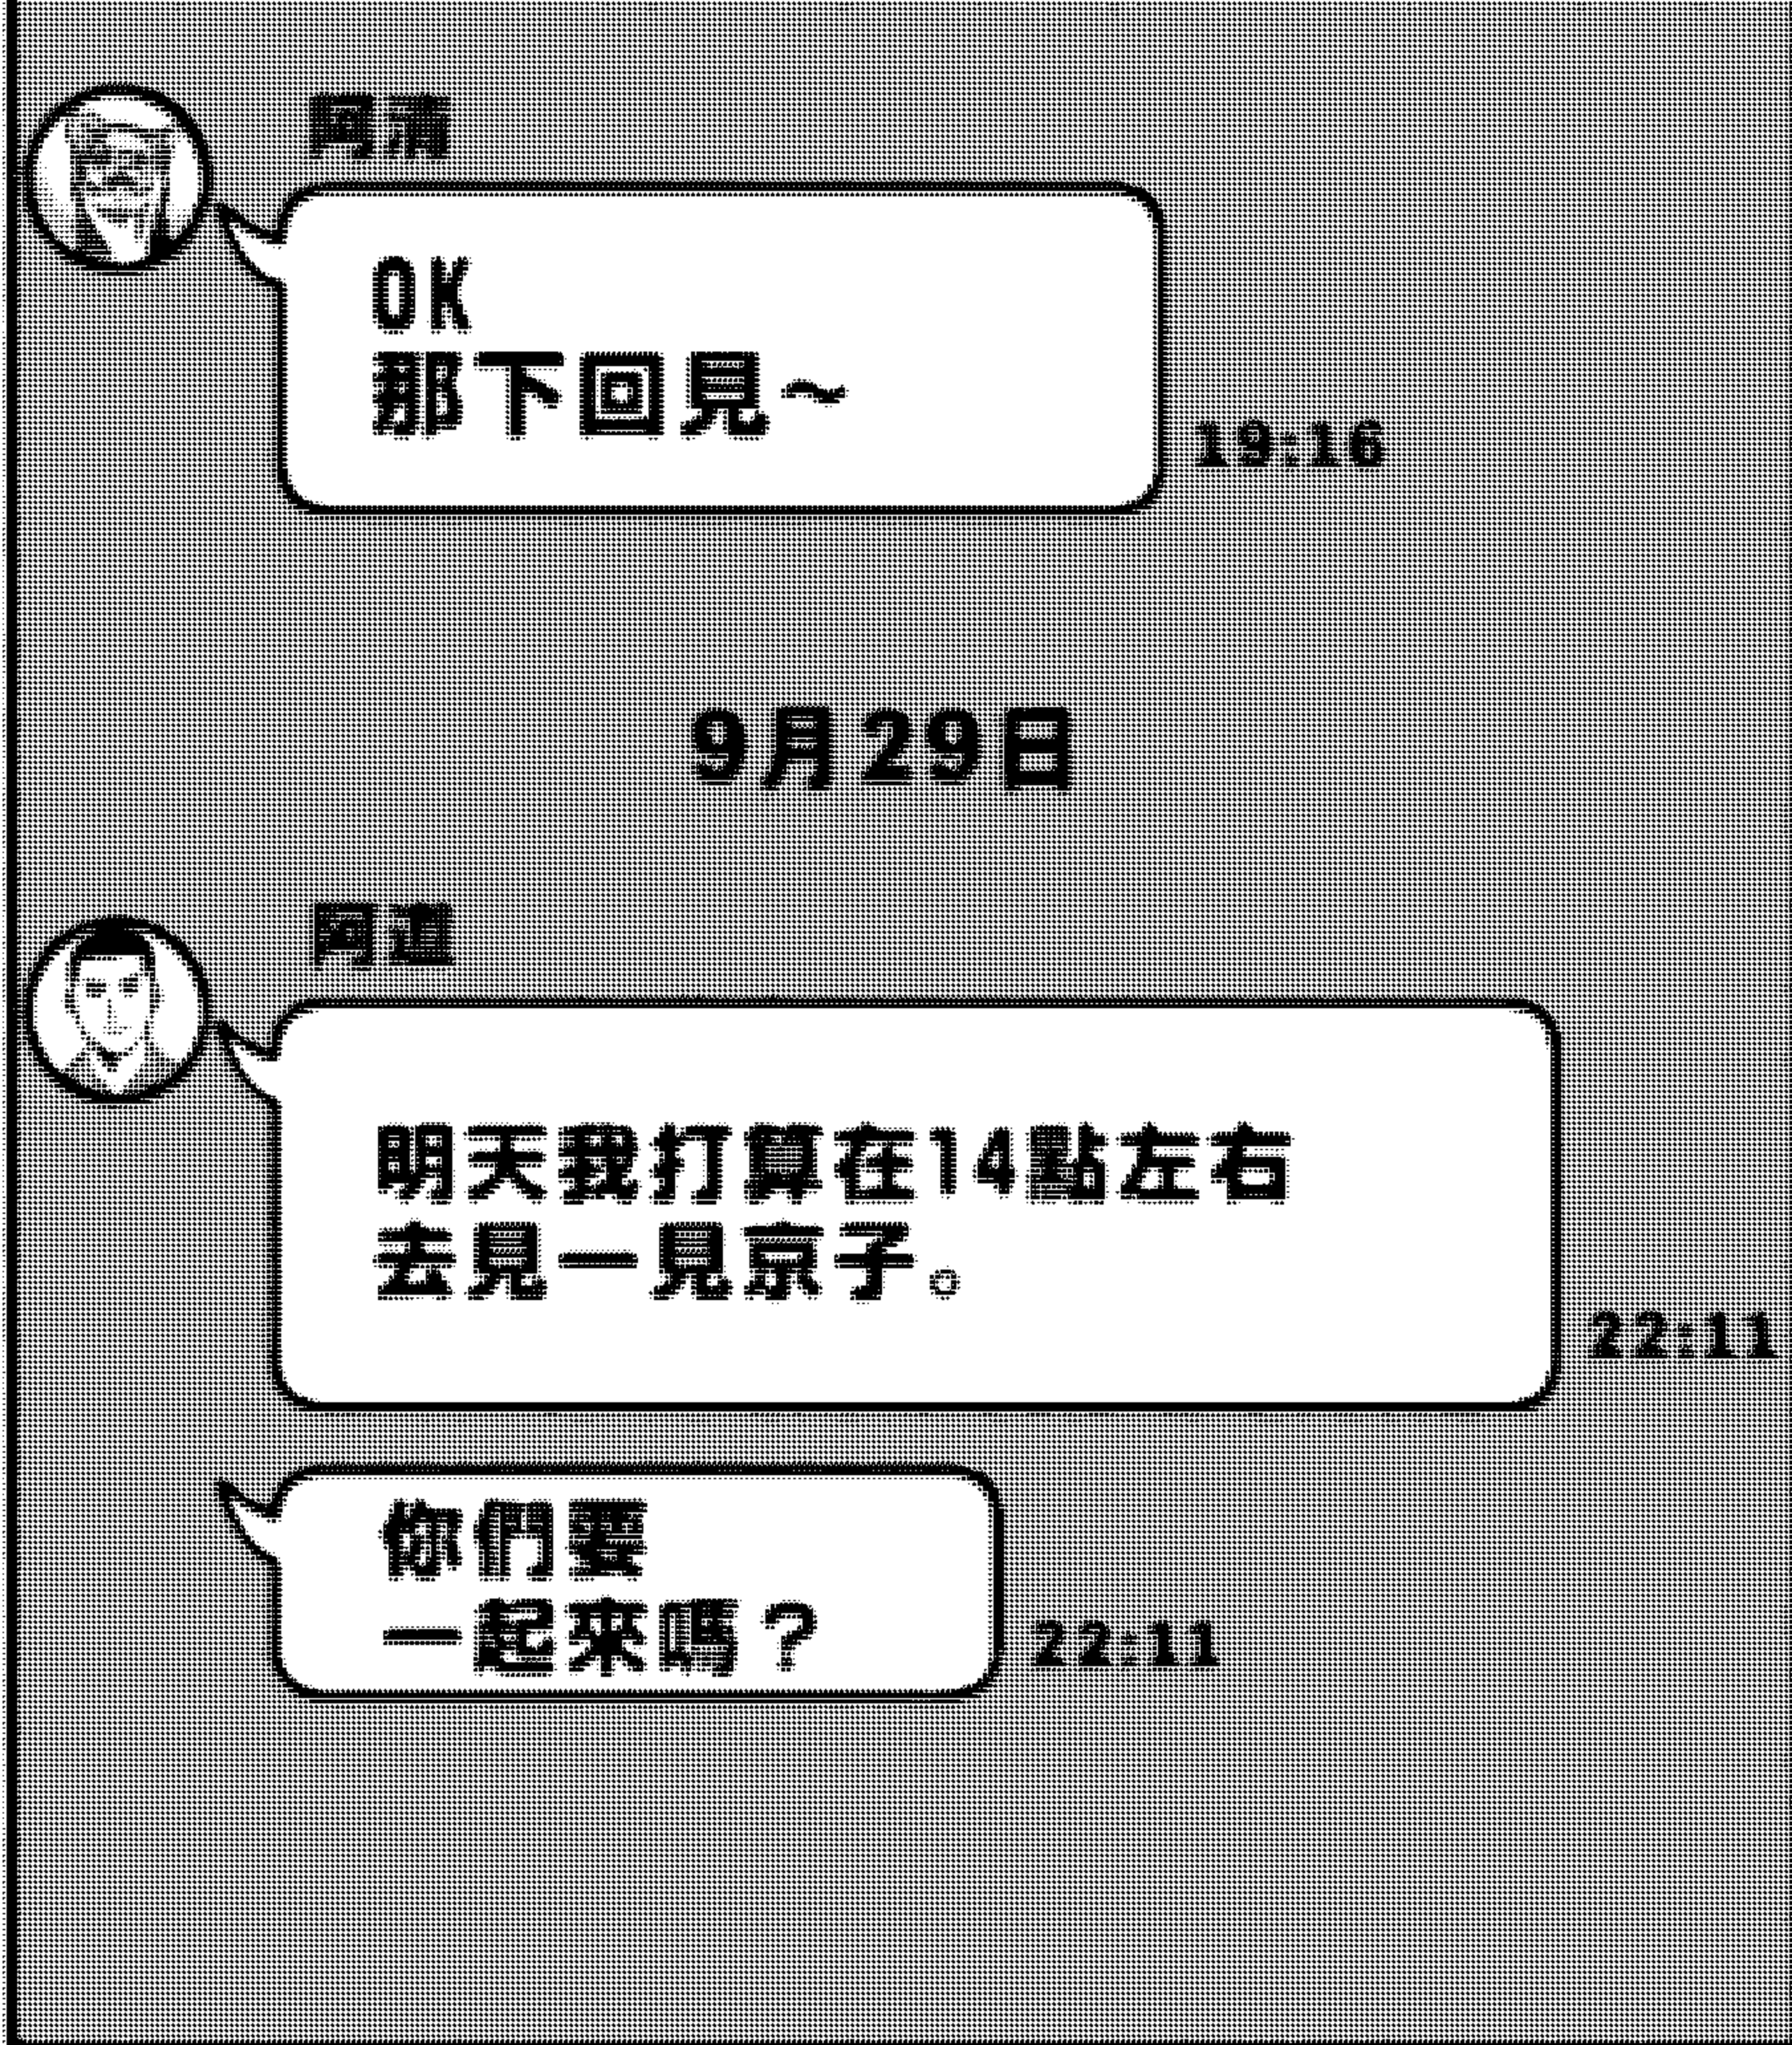 阿清
OK
那下回見~
19:16
9月29日
阿道
明天我打算在14點左右
去見一見京子。
22:11
你們要
一起來嗎？
22:11